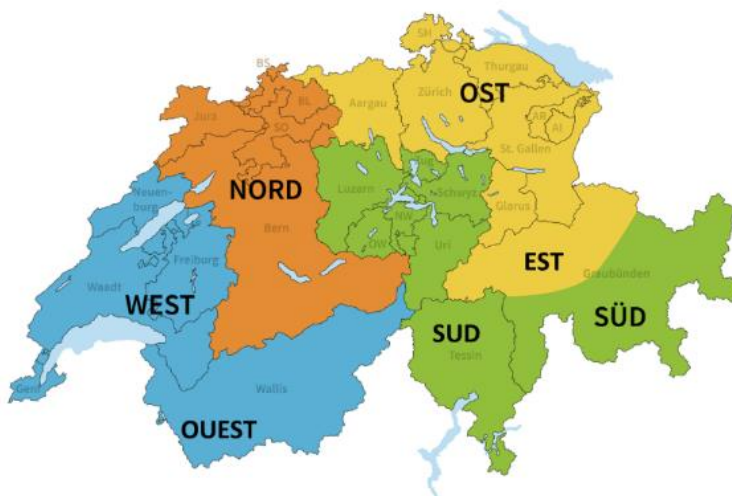 SH
BS
Thurgau
Zürich
OST
BL
Aargau
Jura
AR
AI
SO
St. Gallen
Zug
Neuen-
burg
NORD
Luzern
Schwyz
Glarus
NW
Bern
OW
Uri
Freiburg
EST
Graubünden
Waadt
WEST
SUD
SÜD
Tessin
Genf
Wallis
OUEST